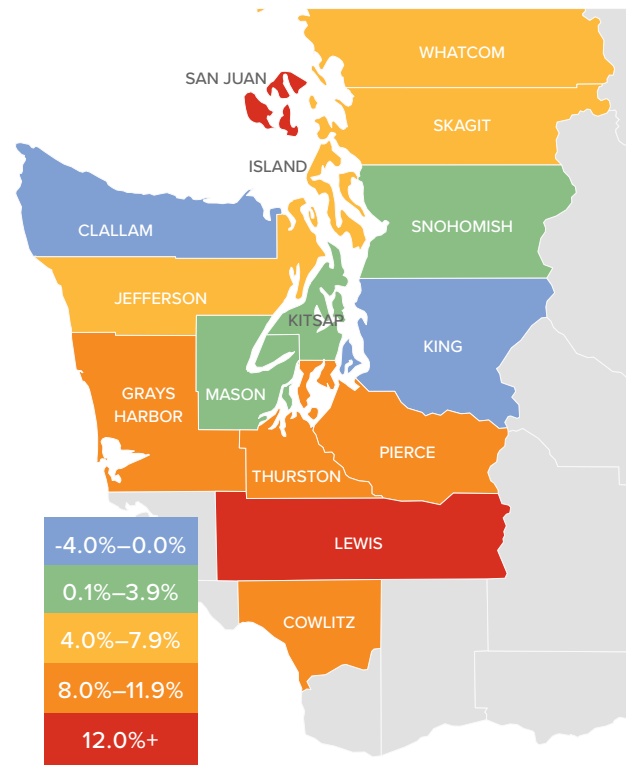 WHATCOM
SAN JUAN
SKAGIT
ISLAND
CLALLAM
SNOHOMISH
JEFFERSON
KITSAP
KING
MASON
GRAYS
HARBOR
PIERCE
THURSTON
LEWIS
COWLITZ
-4.0%–0.0%
0.1%–3.9%
4.0%–7.9%
8.0%–11.9%
12.0%+